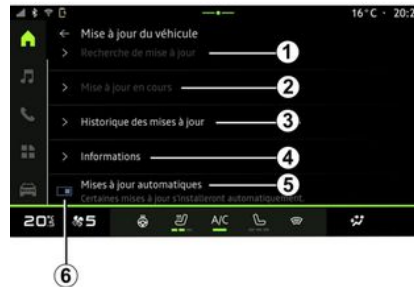 16°C · 20:2
Mise à jour du véhicule
Recherche de mise à jour
1
Mise à jour en cours
2
Historique des mises à jour
3
Informations
4
Mises à jour automatiques
5
Certaines mises à jour s'installeront automatiquement.
20 5 A/C
6